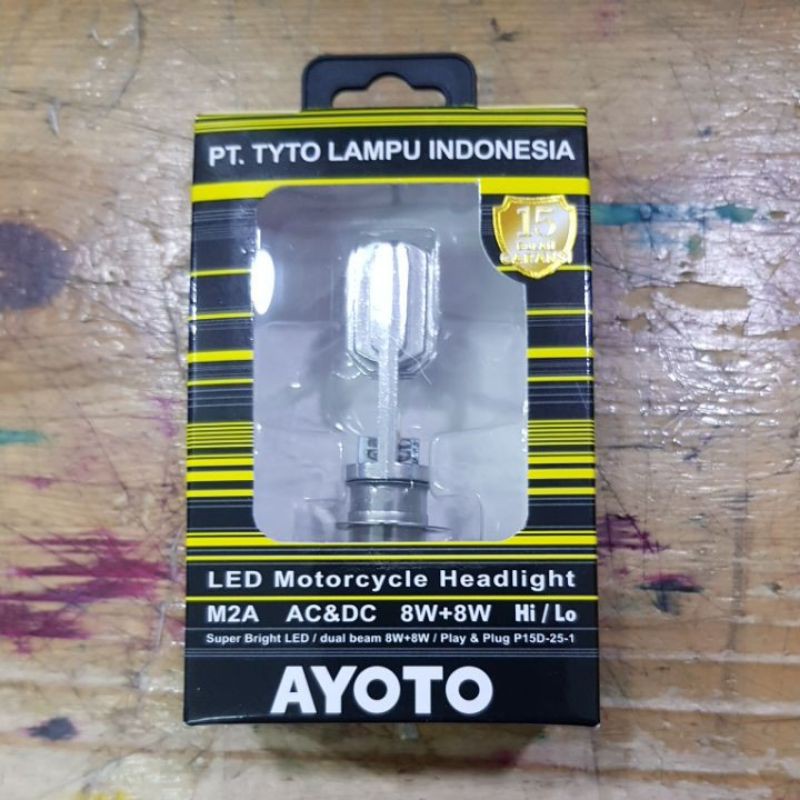 PT. TYTO LAMPU INDONESIA
15
GARANSI
LED Motorcycle Headlight
M2A AC&DC 8W+8W Hi / Lo
Super Bright LED / dual beam 8W+8W / Play & Plug P15D-25-1
AYOTO